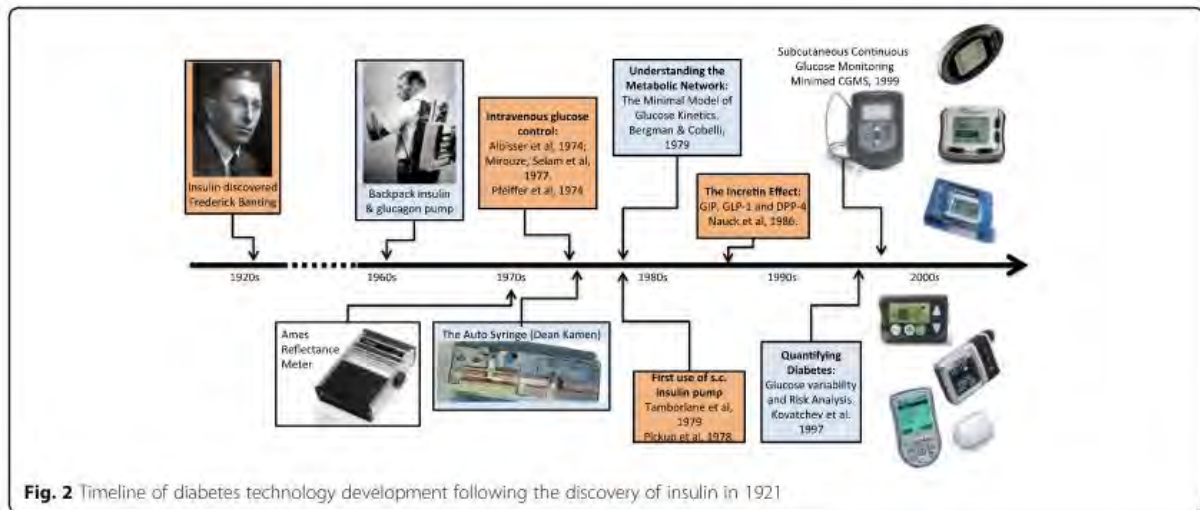 Insulin discovered
Frederick Banting
Backpack insulin
& glucagon pump
Intravenous glucose
control:
Albisser et al, 1974;
Mirouze, Selam et al,
1977.
Pfeiffer et al, 1974
Understanding the
Metabolic Network:
The Minimal Model of
Glucose Kinetics.
Bergman & Cobelli,
1979
The Incretin Effect:
GIP, GLP-1 and DPP-4
Nauck et al, 1986.
Subcutaneous Continuous
Glucose Monitoring
Minimed CGMS, 1999
1920s
1960s
1970s
1980s
1990s
2000s
Ames
Reflectance
Meter
The Auto Syringe (Dean Kamen)
First use of s.c.
insulin pump
Tamborlane et al,
1979
Pickup et al, 1978
Quantifying
Diabetes:
Glucose variability
and Risk Analysis.
Kovatchev et al.
1997
Fig. 2 Timeline of diabetes technology development following the discovery of insulin in 1921